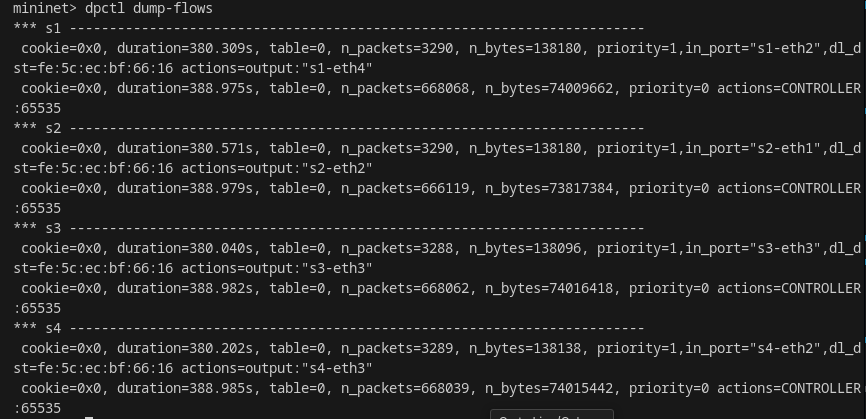 mininet> dpctl dump-flows
*** s1 ------------------------------------------------------------------------
 cookie=0x0, duration=380.309s, table=0, n_packets=3290, n_bytes=138180, priority=1,in_port="s1-eth2",dl_d
st=fe:5c:ec:bf:66:16 actions=output:"s1-eth4"
 cookie=0x0, duration=388.975s, table=0, n_packets=668068, n_bytes=74009662, priority=0 actions=CONTROLLER
:65535
*** s2 ------------------------------------------------------------------------
 cookie=0x0, duration=380.571s, table=0, n_packets=3290, n_bytes=138180, priority=1,in_port="s2-eth1",dl_d
st=fe:5c:ec:bf:66:16 actions=output:"s2-eth2"
 cookie=0x0, duration=388.979s, table=0, n_packets=666119, n_bytes=73817384, priority=0 actions=CONTROLLER
:65535
*** s3 ------------------------------------------------------------------------
 cookie=0x0, duration=380.040s, table=0, n_packets=3288, n_bytes=138096, priority=1,in_port="s3-eth3",dl_d
st=fe:5c:ec:bf:66:16 actions=output:"s3-eth3"
 cookie=0x0, duration=388.982s, table=0, n_packets=668062, n_bytes=74016418, priority=0 actions=CONTROLLER
:65535
*** s4 ------------------------------------------------------------------------
 cookie=0x0, duration=380.202s, table=0, n_packets=3289, n_bytes=138138, priority=1,in_port="s4-eth2",dl_d
st=fe:5c:ec:bf:66:16 actions=output:"s4-eth3"
 cookie=0x0, duration=388.985s, table=0, n_packets=668039, n_bytes=74015442, priority=0 actions=CONTROLLER
:65535